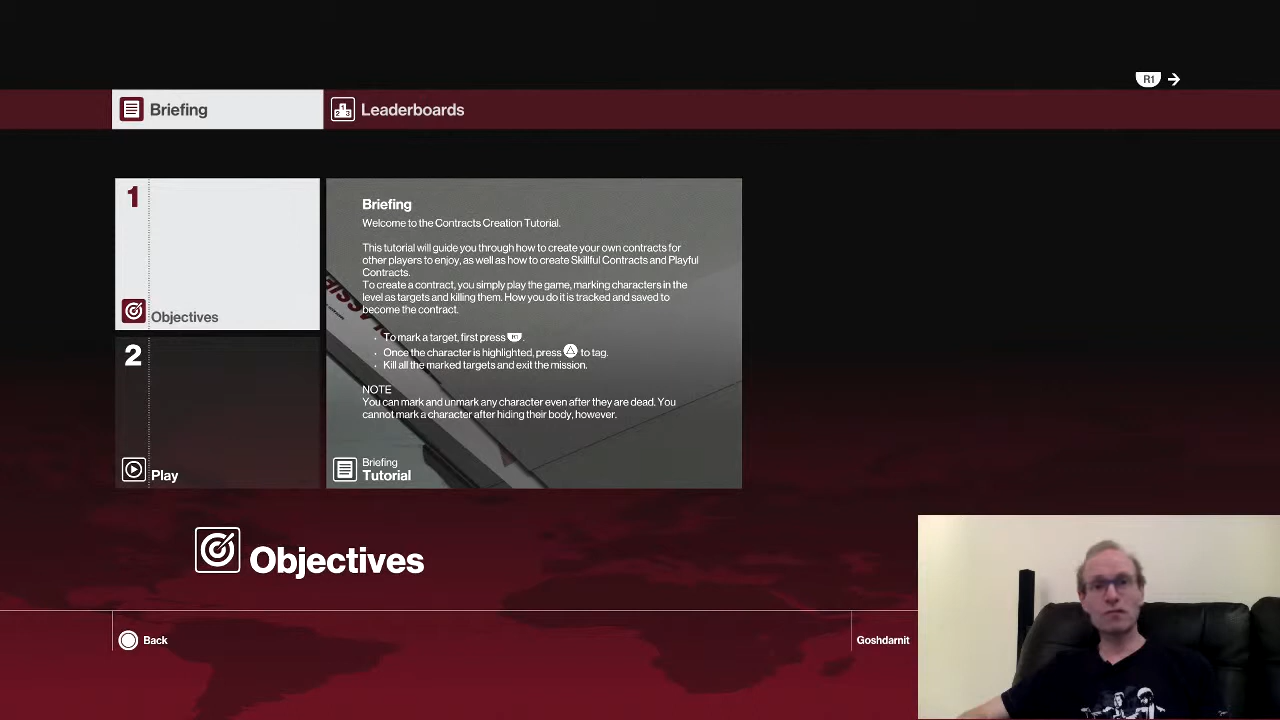 R1
Briefing
Leaderboards
1
Objectives
2
Play
Briefing
Welcome to the Contracts Creation Tutorial.
This tutorial will guide you through how to create your own contracts for
other players to enjoy, as well as how to create Skillful Contracts and Playful
Contracts.
To create a contract, you simply play the game, marking characters in the
level as targets and killing them. How you do it is tracked and saved to
become the contract.
· To mark a target, first press R1.
· Once the character is highlighted, press to tag.
· Kill all the marked targets and exit the mission.
NOTE
You can mark and unmark any character even after they are dead. You
cannot mark a character after hiding their body, however.
Briefing
Tutorial
Objectives
Back
Goshdarnit